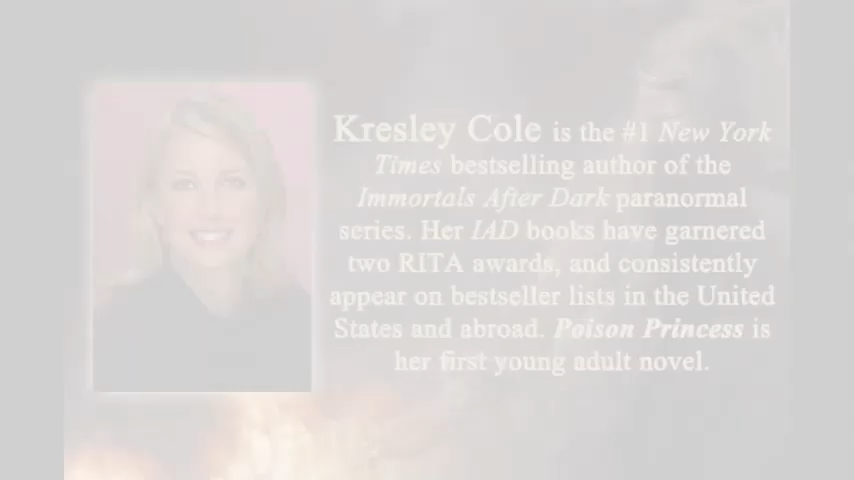 Kresley Cole is the #1 New York
Times bestselling author of the
Immortals After Dark paranormal
series. Her IAD books have garnered
two RITA awards, and consistently
appear on bestseller lists in the United
States and abroad. Poison Princess is
her first young adult novel.